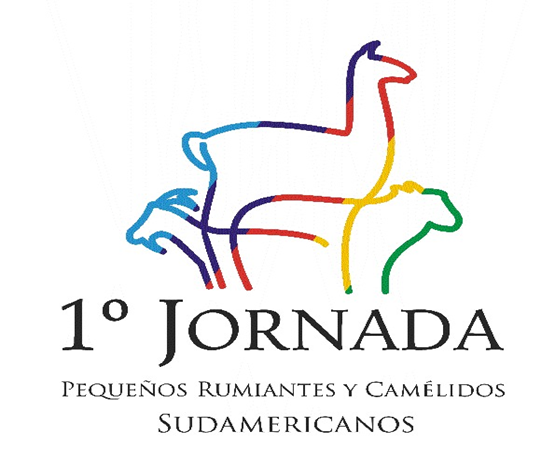 1º JORNADA
PEQUEÑOS RUMIANTES Y CAMÉLIDOS
SUDAMERICANOS